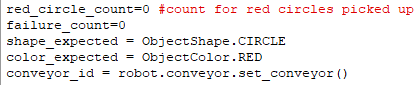 red_circle_count=0 #count for red circles picked up
failure_count=0
shape_expected = ObjectShape.CIRCLE
color_expected = ObjectColor.RED
conveyor_id = robot.conveyor.set_conveyor()